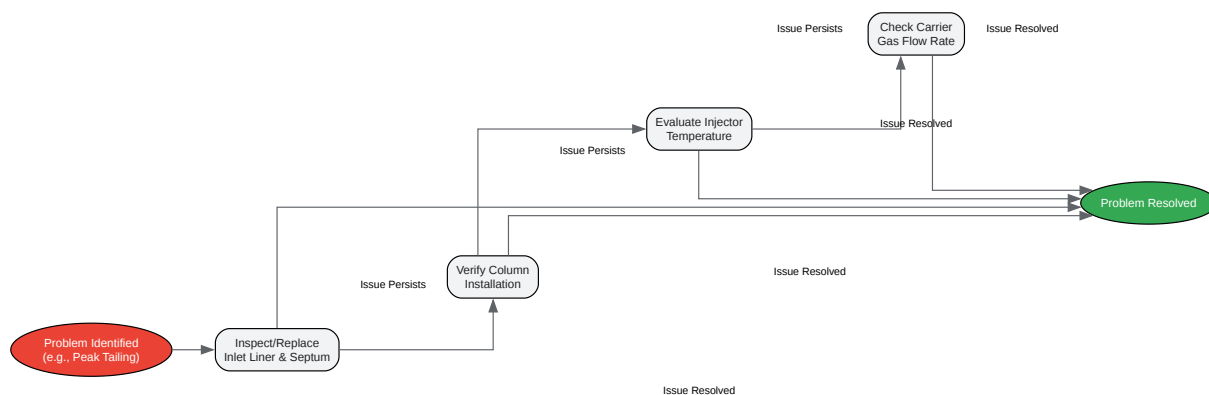 Issue Persists
Check Carrier
Gas Flow Rate
Issue Resolved
Evaluate Injector
Temperature
Issue Resolved
Issue Persists
Problem Resolved
Verify Column
Installation
Issue Resolved
Issue Persists
Problem Identified
(e.g., Peak Tailing)
Inspect/Replace
Inlet Liner & Septum
Issue Resolved